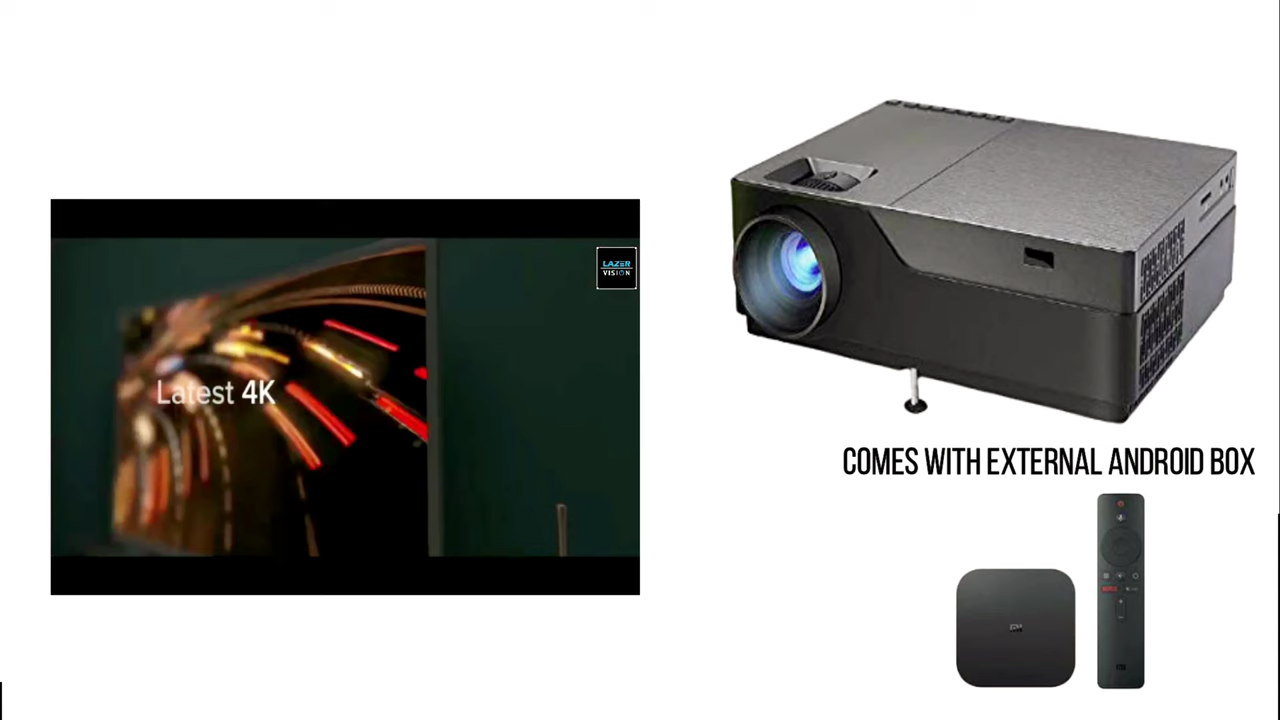 LAZER
VISION
Latest 4K
COMES WITH EXTERNAL ANDROID BOX